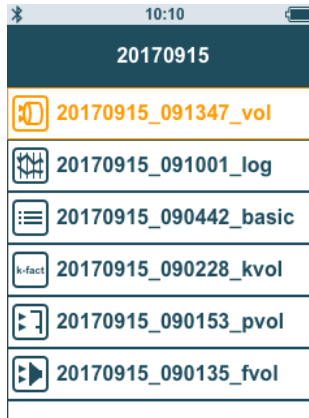 10:10
20170915
20170915_091347_vol
20170915_091001_log
20170915_090442_basic
k-fact 20170915_090228_kvol
20170915_090153_pvol
20170915_090135_fvol